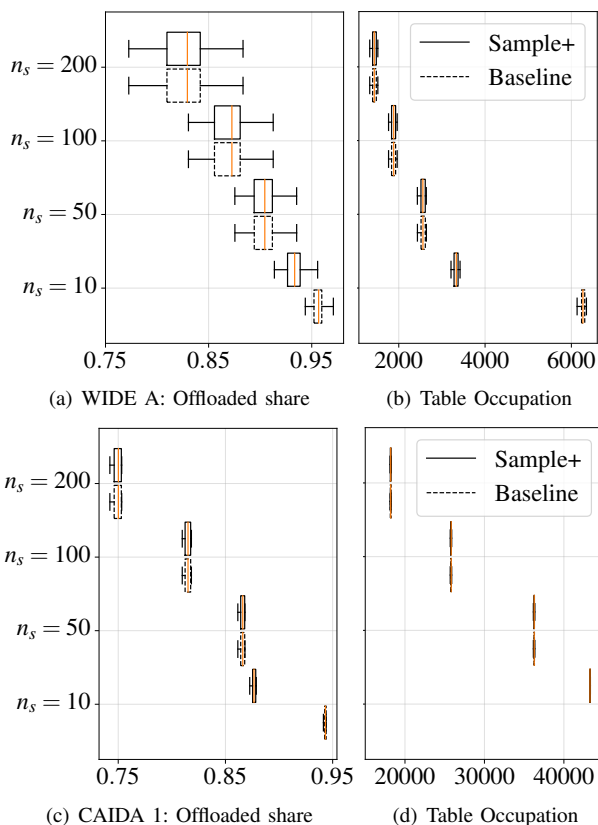 n_s = 200
n_s = 100
n_s = 50
n_s = 10
0.75 0.85 0.95
Sample+
Baseline
2000 4000 6000
(a) WIDE A: Offloaded share
(b) Table Occupation
n_s = 200
n_s = 100
n_s = 50
n_s = 10
0.75 0.85 0.95
Sample+
Baseline
20000 30000 40000
(c) CAIDA 1: Offloaded share
(d) Table Occupation